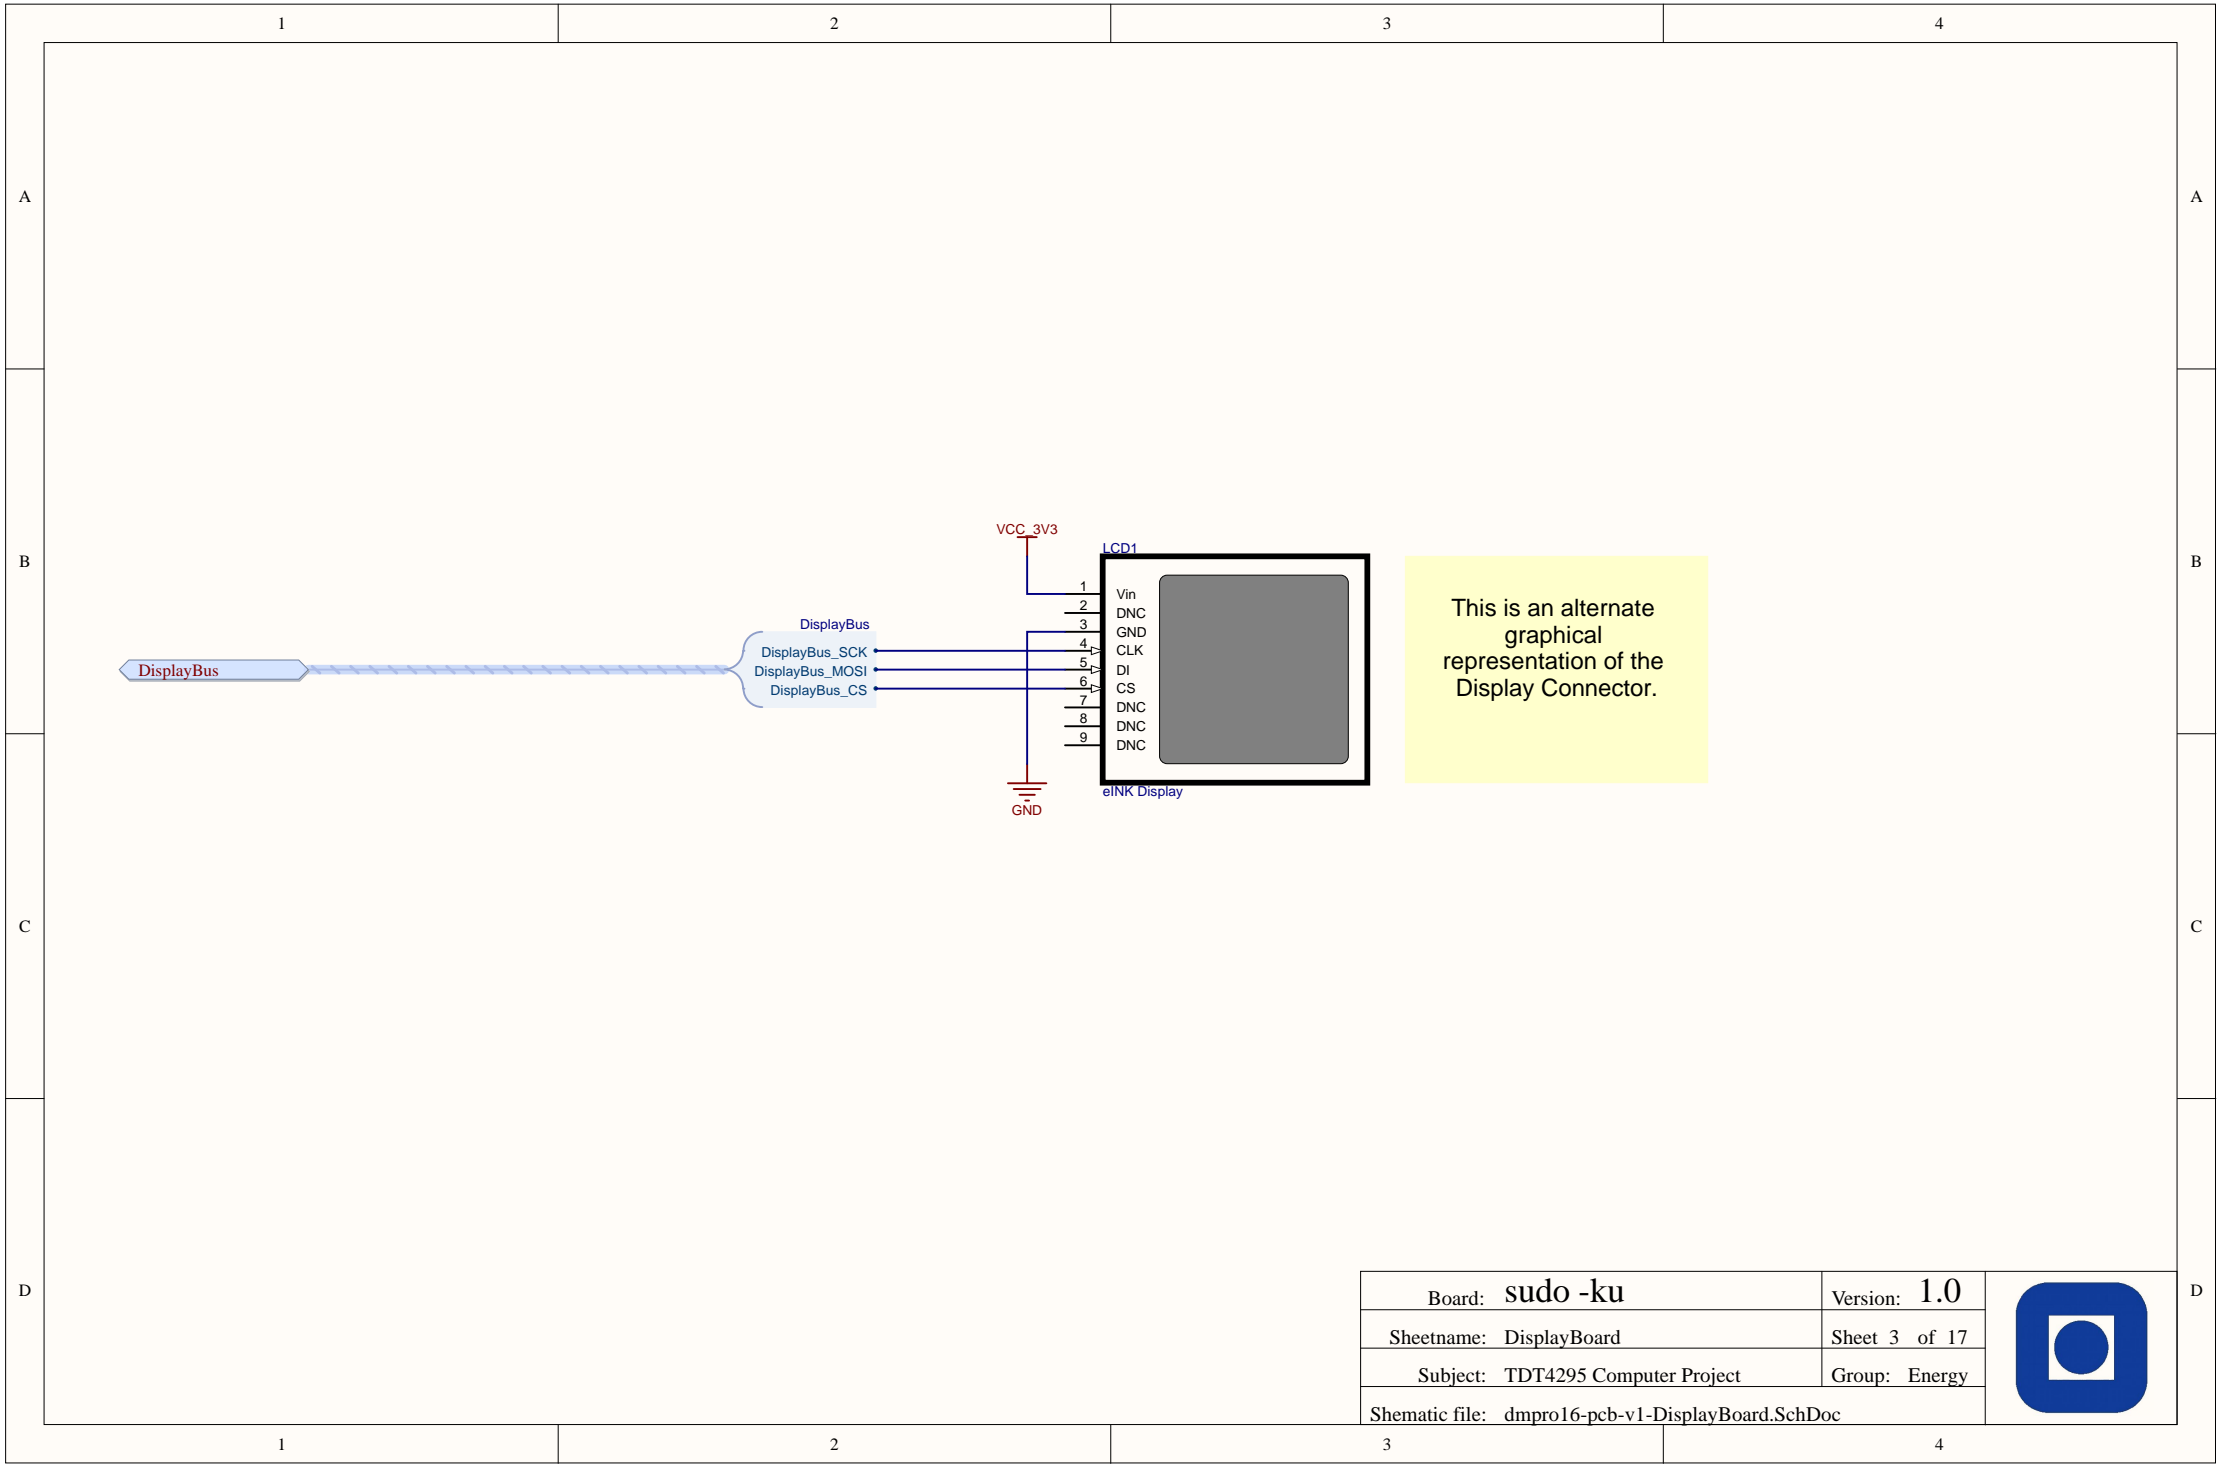 1 2 3 4
A A
VCC_3V3
LCD1
B B
1 Vin
2 DNC
3 GND
4 CLK
5 DI
6 CS
7 DNC
8 DNC
9 DNC
eINK Display
This is an alternate
graphical
representation of the
Display Connector.
DisplayBus
DisplayBus_SCK
DisplayBus_MOSI
DisplayBus_CS
DisplayBus
GND
C C
D D
Board: sudo -ku Version: 1.0
Sheetname: DisplayBoard Sheet 3 of 17
Subject: TDT4295 Computer Project Group: Energy
Shematic file: dmpro16-pcb-v1-DisplayBoard.SchDoc
1 2 3 4